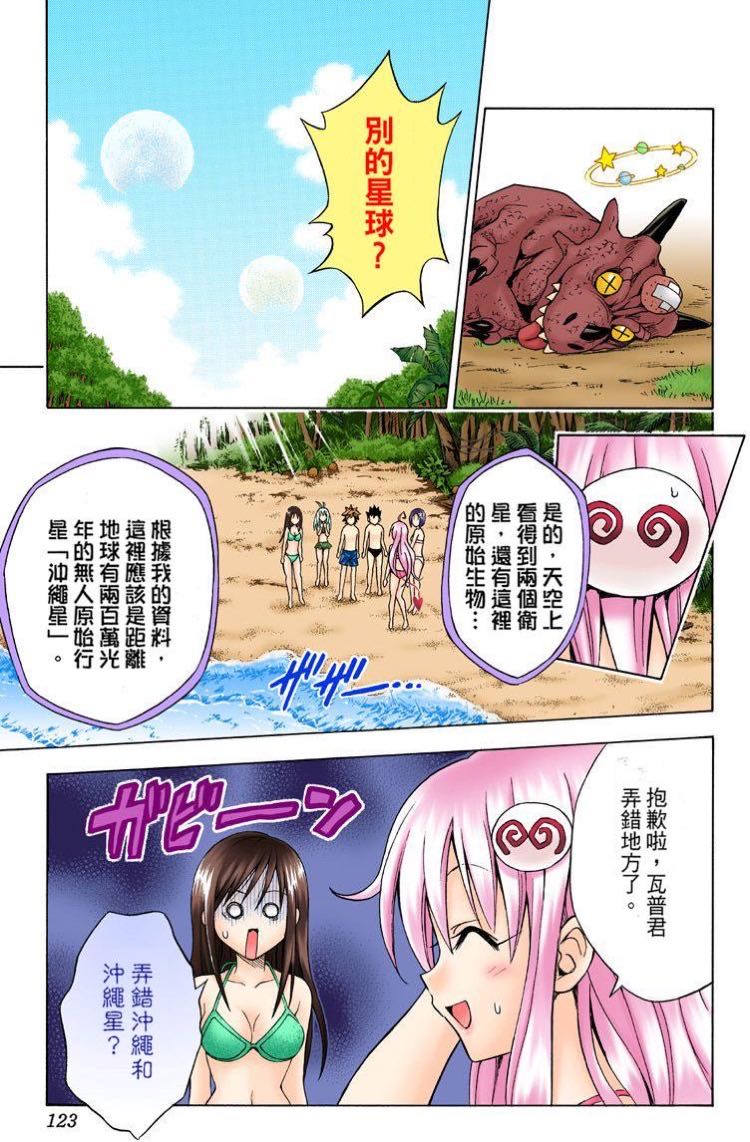 別的星球？
是的，天空上
看得到兩個衛
星，還有這裡
的原始生物…
根據我的資料，
這裡應該是距離
地球有兩百萬光
年的無人原始行
星「沖繩星」。
ザザー…
抱歉啦，瓦普君
弄錯地方了。
ガビーン
弄錯沖繩和
沖繩星？
123